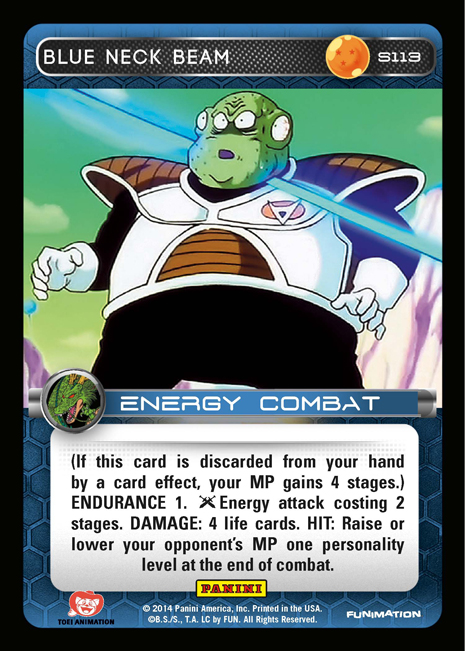 BLUE NECK BEAM S113
ENERGY COMBAT
(If this card is discarded from your hand
by a card effect, your MP gains 4 stages.)
ENDURANCE 1. Energy attack costing 2
stages. DAMAGE: 4 life cards. HIT: Raise or
lower your opponent's MP one personality
level at the end of combat.
PANINI
TOEI ANIMATION
© 2014 Panini America, Inc. Printed in the USA.
©B.S./S., T.A. LC by FUN. All Rights Reserved.
FUNIMATION